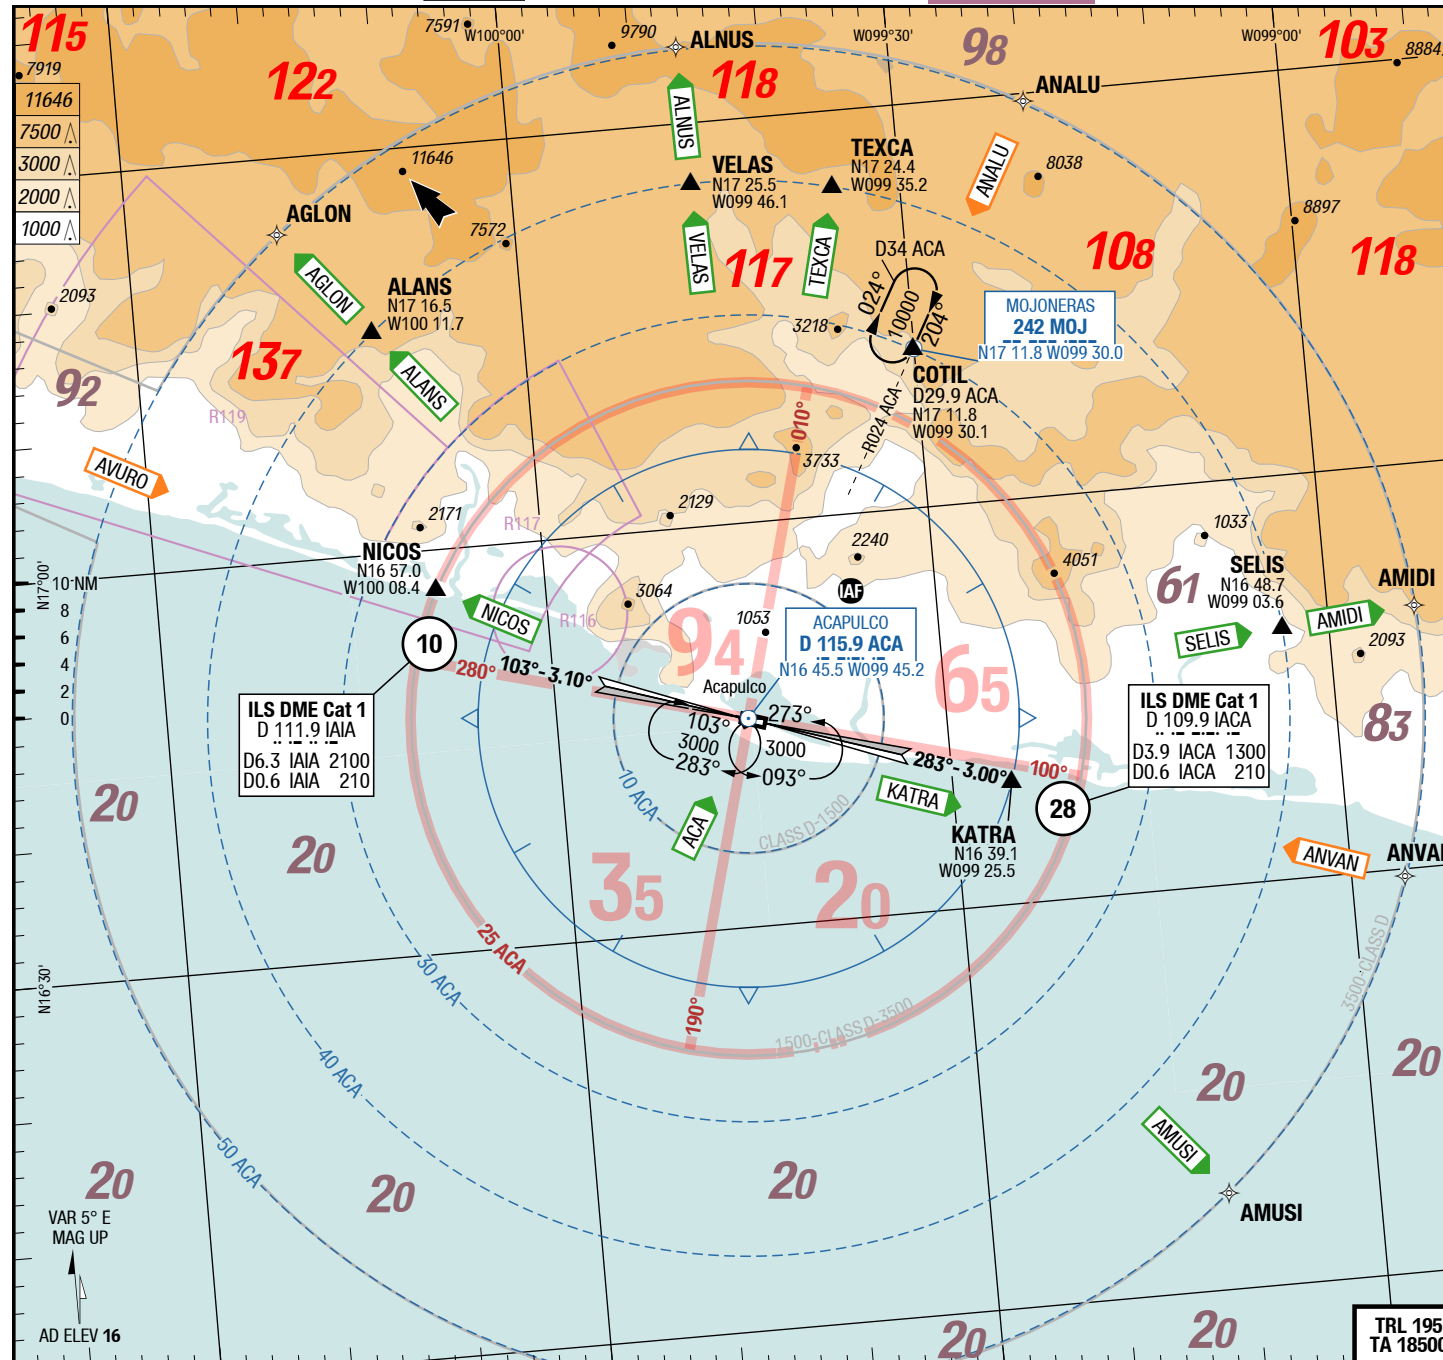 115
7591
W100°00'
9790
ALNUS
W099°30'
98
W099°00'
103
8884
7919
122
118
ANALU
11646
7500
3000
2000
1000
ALNUS
11646
VELAS
N17 25.5
W099 46.1
TEXCA
N17 24.4
W099 35.2
ANALU
8038
AGLON
7572
8897
AGLON
VELAS
117
TEXCA
D34 ACA
108
118
2093
ALANS
N17 16.5
W100 11.7
024°
10000
204°
3218
MOJONERAS
242 MOJ
N17 11.8 W099 30.0
137
92
ALANS
R119
COTIL
D29.9 ACA
N17 11.8
W099 30.1
010°
R024 ACA
3733
AVURO
2171
2129
R117
1033
2240
NICOS
N16 57.0
W100 08.4
4051
61
SELIS
N16 48.7
W099 03.6
AMIDI
N17°00'
10 NM
8
6
4
2
0
NICOS
R116
3064
IAF
94
1053
ACAPULCO
D 115.9 ACA
N16 45.5 W099 45.2
AMIDI
SELIS
2093
10
280°
103°-3.10°
Acapulco
65
ILS DME Cat 1
D 111.9 IAIA
D6.3 IAIA 2100
D0.6 IAIA 210
103°
3000
283°
273°
3000
093°
283°-3.00°
100°
ILS DME Cat 1
D 109.9 IACA
D3.9 IACA 1300
D0.6 IACA 210
83
20
10 ACA
KATRA
28
20
ACA
CLASS D-1500
KATRA
N16 39.1
W099 25.5
ANVAN
ANVA
35
20
25 ACA
30 ACA
N16°30'
3500-CLASS D
190°
1500-CLASS D-3500
40 ACA
20
20
50 ACA
AMUSI
20
20
20
AMUSI
VAR 5° E
MAG UP
AD ELEV 16
20
20
TRL 195
TA 18500